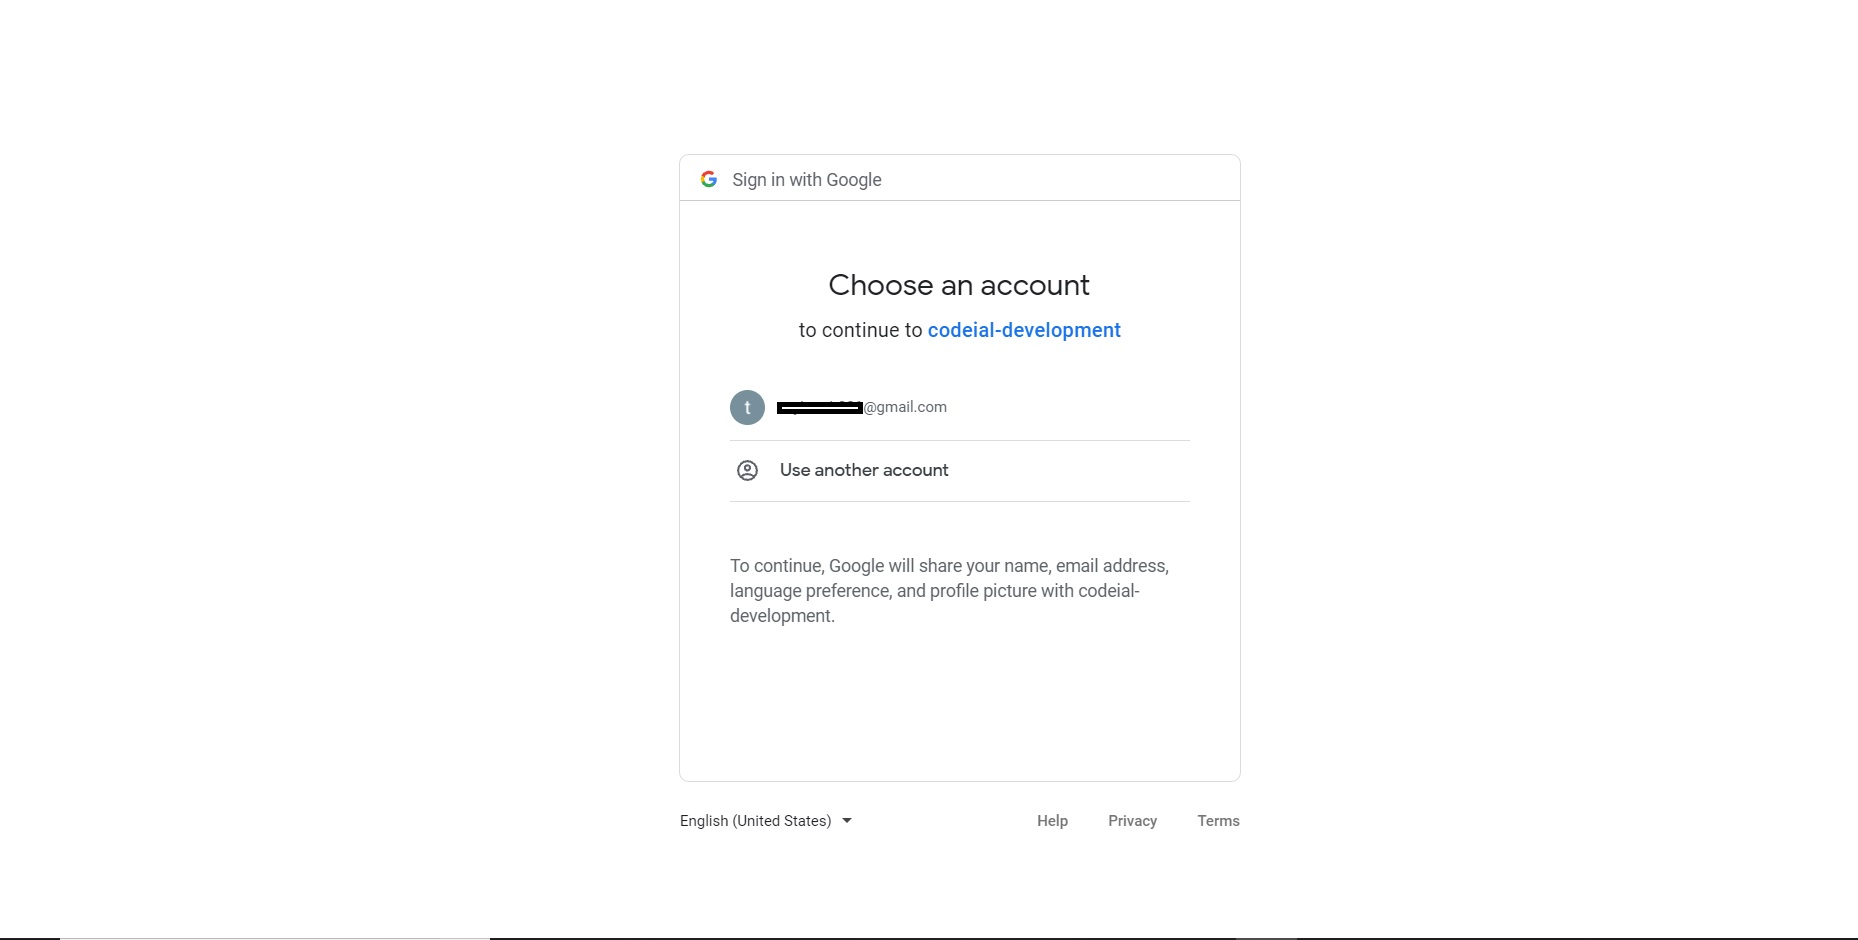 Sign in with Google
Choose an account
to continue to codeial-development
t
@gmail.com
Use another account
To continue, Google will share your name, email address,
language preference, and profile picture with codeial-
development.
English (United States)
Help Privacy Terms